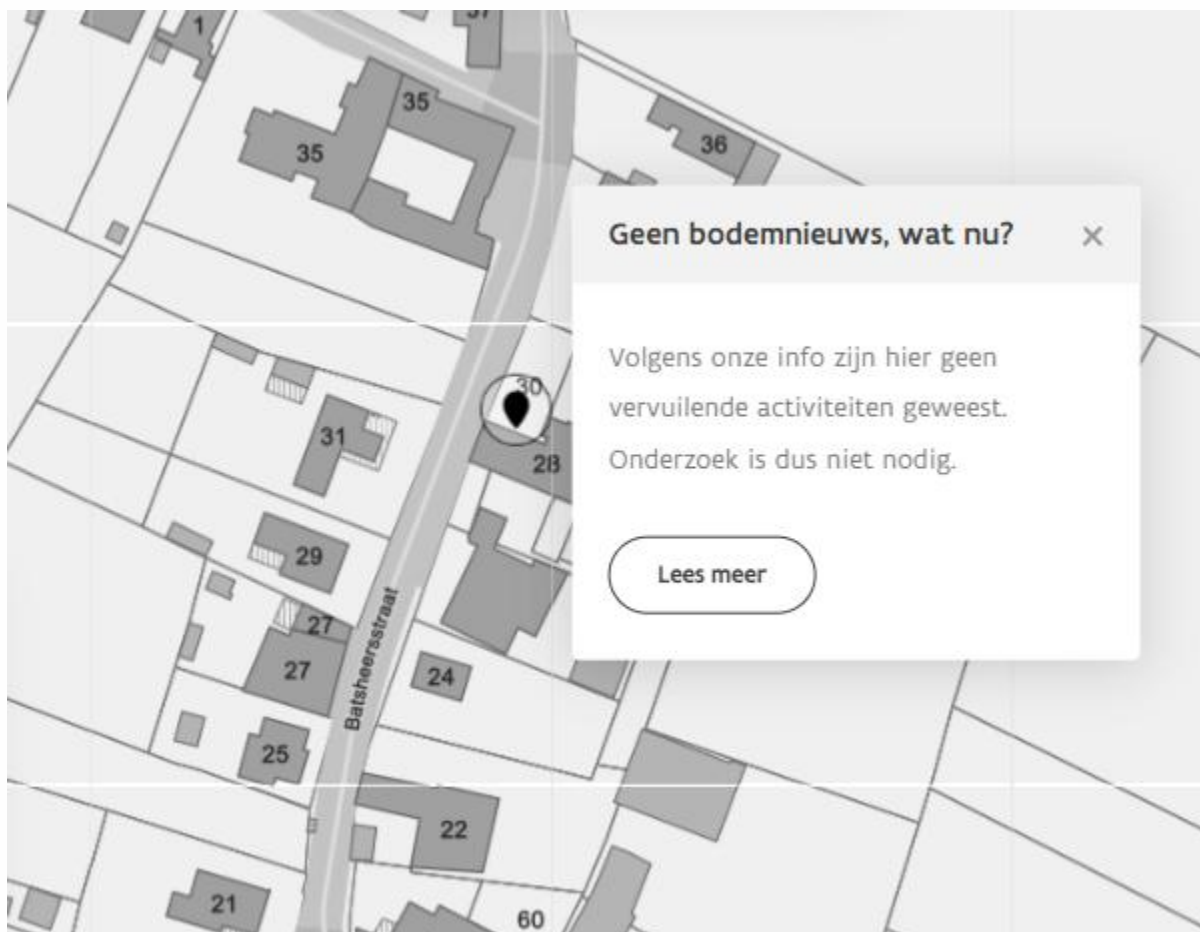 1
37
35
35
36
Geen bodemnieuws, wat nu?
Volgens onze info zijn hier geen
vervuilende activiteiten geweest.
Onderzoek is dus niet nodig.
Lees meer
30
31
28
29
27
27
24
Batsheersstraat
25
22
21
60